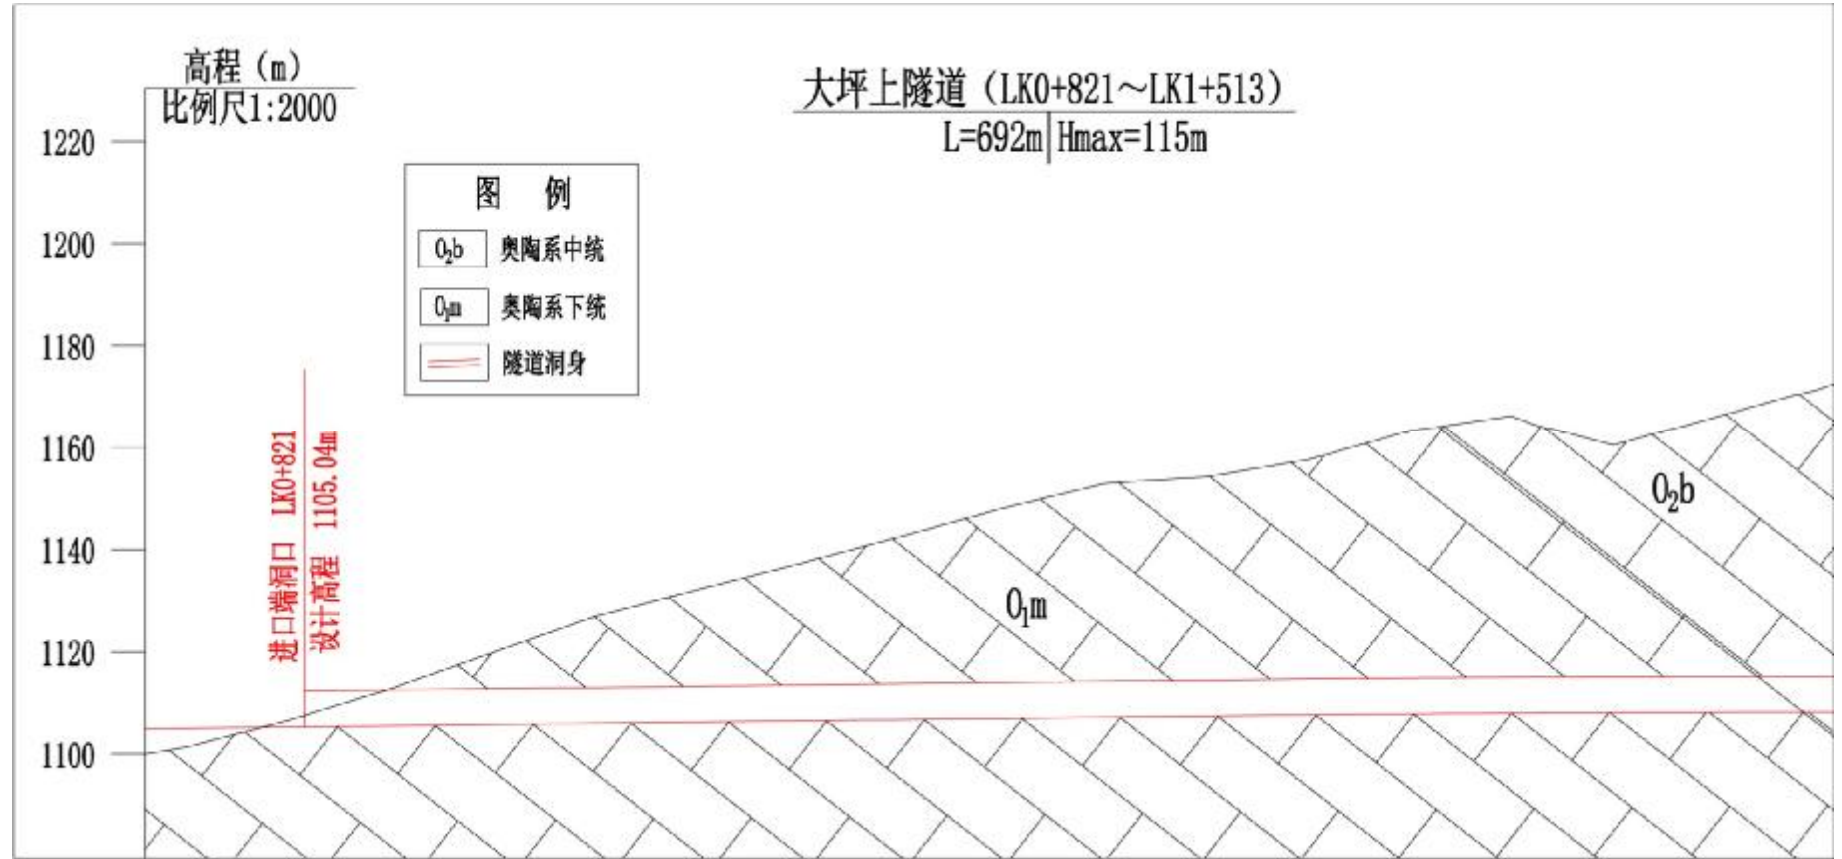 高程（m）
比例尺1:2000
大坪上隧道（LK0+821～LK1+513）
L=692m Hmax=115m
1220
1200
1180
1160
1140
1120
1100
图 例
O₂b 奥陶系中统
O₁m 奥陶系下统
隧道洞身
进口端洞口 LK0+821
设计高程 1105.04m
O₂b
O₁m